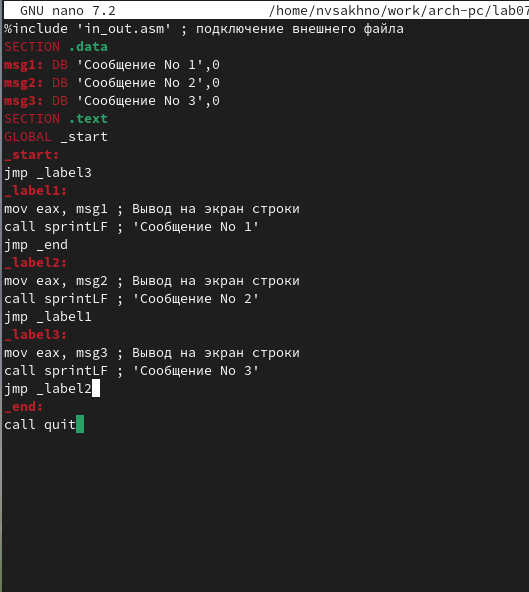 GNU nano 7.2 /home/nvsakhno/work/arch-pc/lab07
%include 'in_out.asm' ; подключение внешнего файла
SECTION .data
msg1: DB 'Сообщение No 1',0
msg2: DB 'Сообщение No 2',0
msg3: DB 'Сообщение No 3',0
SECTION .text
GLOBAL _start
_start:
jmp _label3
_label1:
mov eax, msg1 ; Вывод на экран строки
call sprintLF ; 'Сообщение No 1'
jmp _end
_label2:
mov eax, msg2 ; Вывод на экран строки
call sprintLF ; 'Сообщение No 2'
jmp _label1
_label3:
mov eax, msg3 ; Вывод на экран строки
call sprintLF ; 'Сообщение No 3'
jmp _label2
_end:
call quit